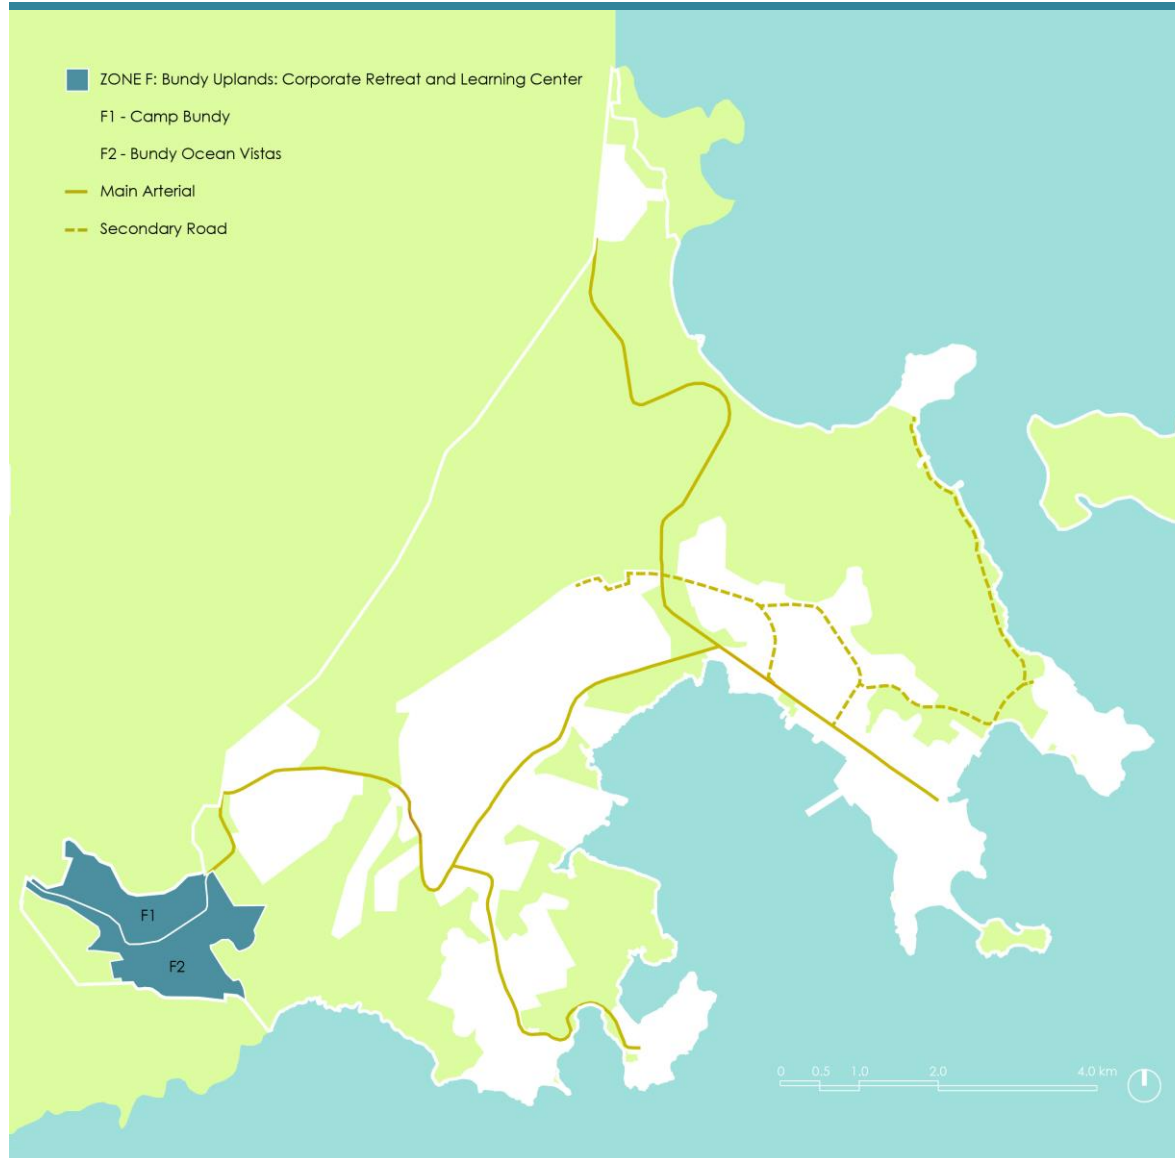 ZONE F: Bundy Uplands: Corporate Retreat and Learning Center
F1 - Camp Bundy
F2 - Bundy Ocean Vistas
Main Arterial
Secondary Road
F1
F2
0 0.5 1.0 2.0 4.0 km